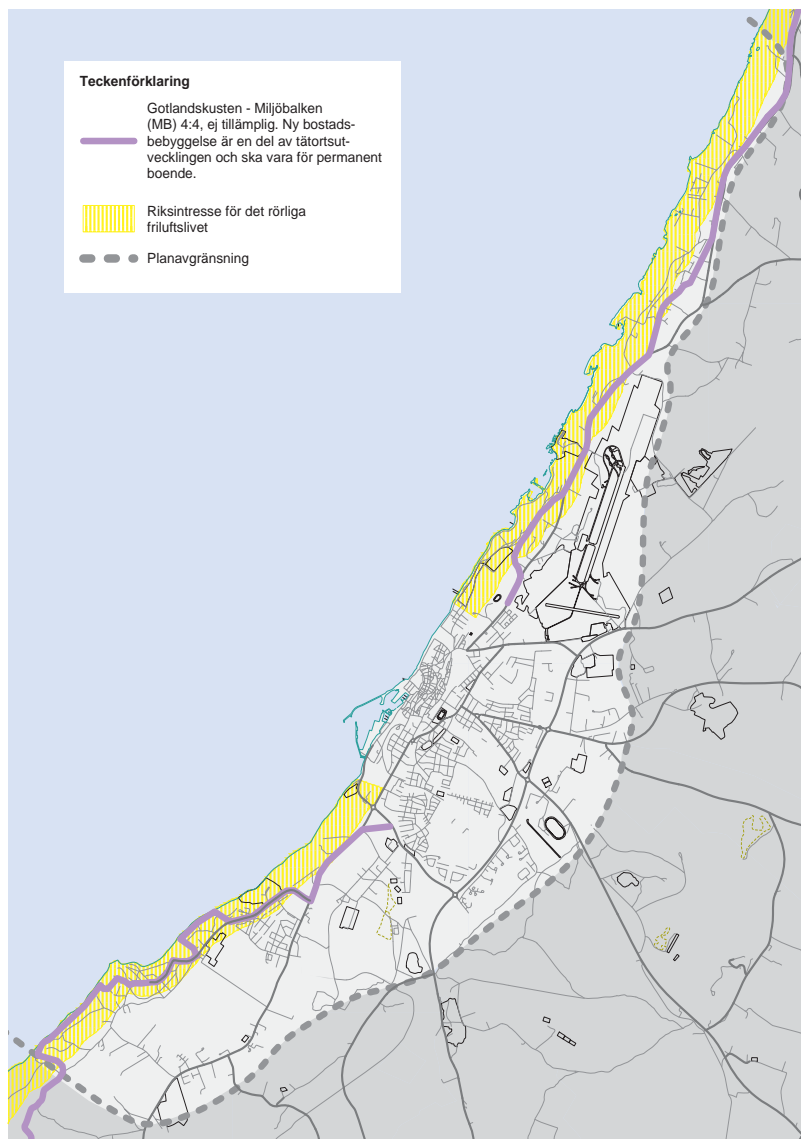 Teckenförklaring
Gotlandskusten - Miljöbalken
(MB) 4:4, ej tillämplig. Ny bostads-
bebyggelse är en del av tätortsut-
vecklingen och ska vara för permanent
boende.
Riksintresse för det rörliga
friluftslivet
Planavgränsning